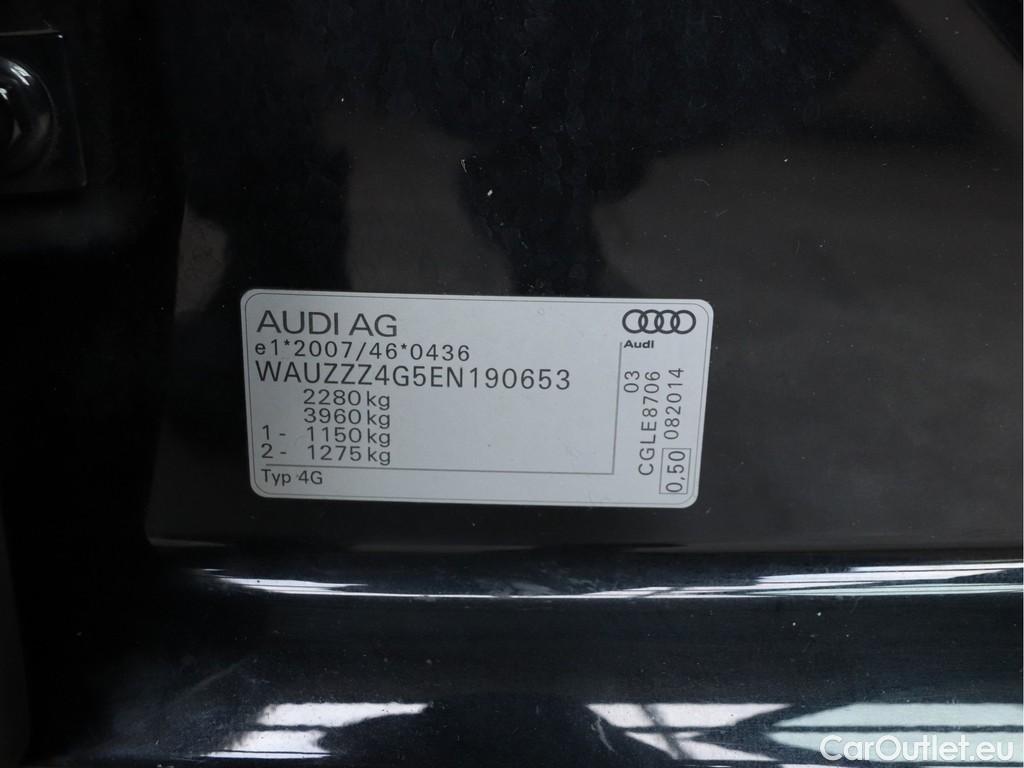 AUDI AG
e1*2007/46*0436
WAUZZZ4G5EN190653
2280 kg
3960 kg
1 - 1150 kg
2 - 1275 kg
Typ 4G
Audi
03
CGLE8706
0,50 082014
CarOutlet.eu